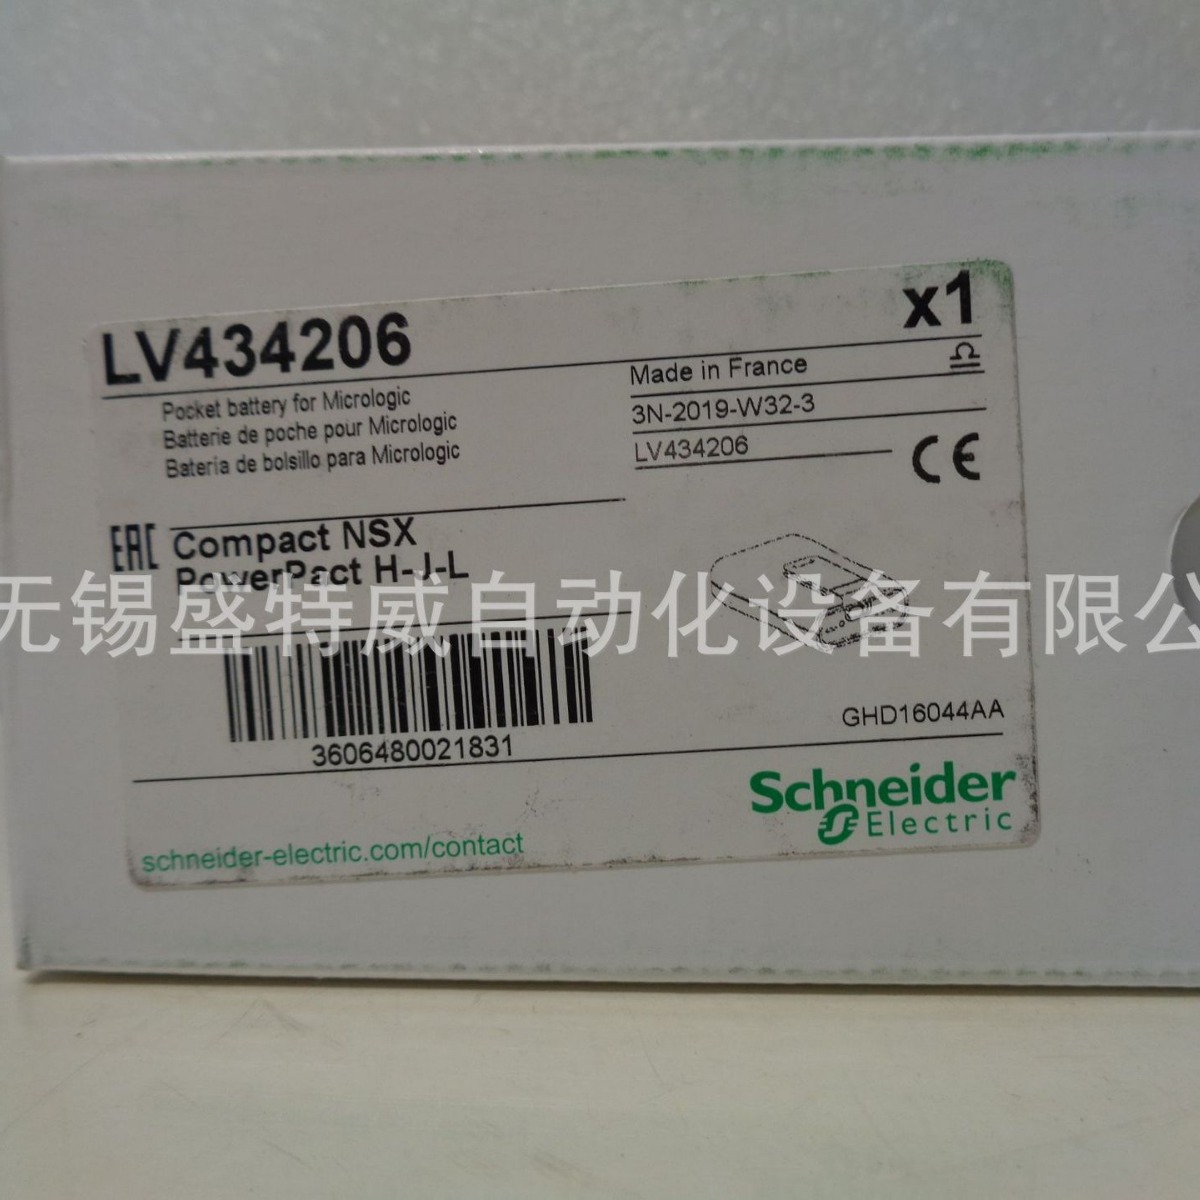 LV434206
x1
Pocket battery for Micrologic
Batterie de poche pour Micrologic
Bateria de bolsillo para Micrologic
Made in France
3N-2019-W32-3
LV434206
CE
EAC
Compact NSX
PowerPact H-J-L
无锡盛特威自动化设备有限公
3606480021831
GHD16044AA
Schneider
Electric
schneider-electric.com/contact